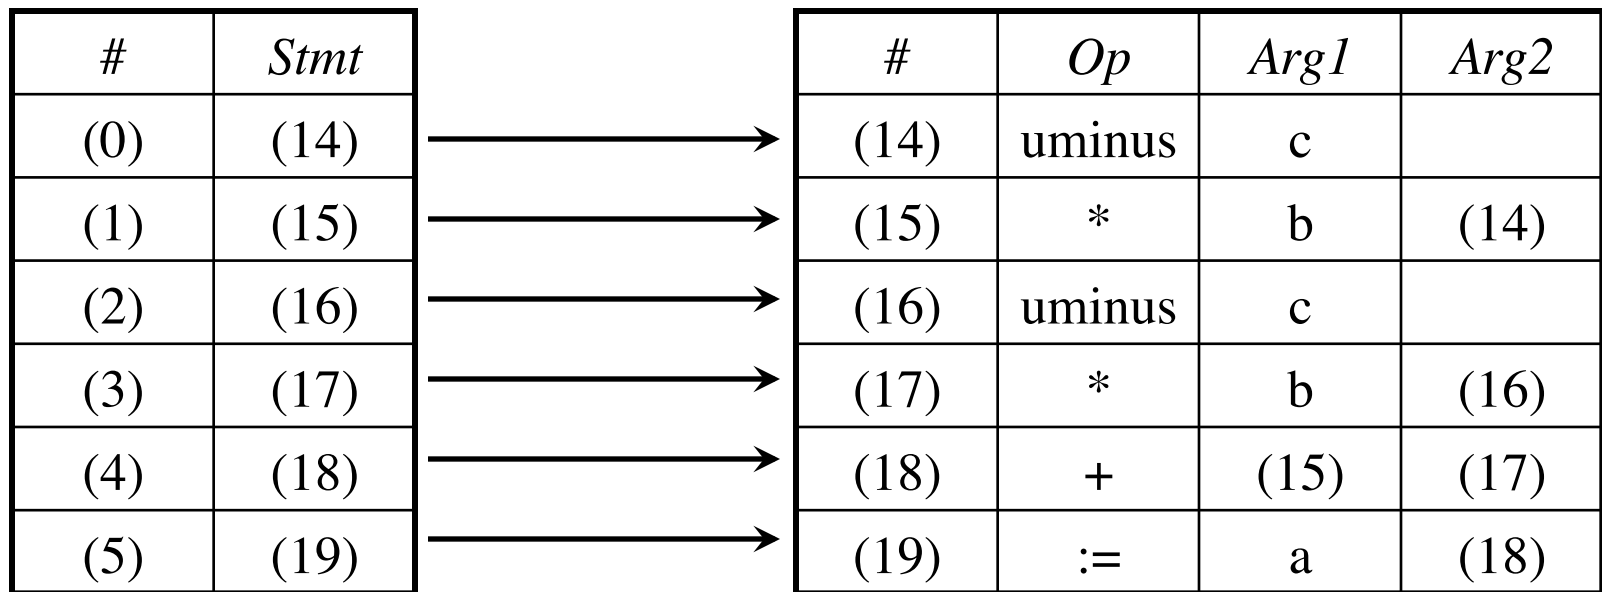 # Stmt # Op Arg1 Arg2
(0) (14) (14) uminus c
(1) (15) (15) * b (14)
(2) (16) (16) uminus c
(3) (17) (17) * b (16)
(4) (18) (18) + (15) (17)
(5) (19) (19) := a (18)